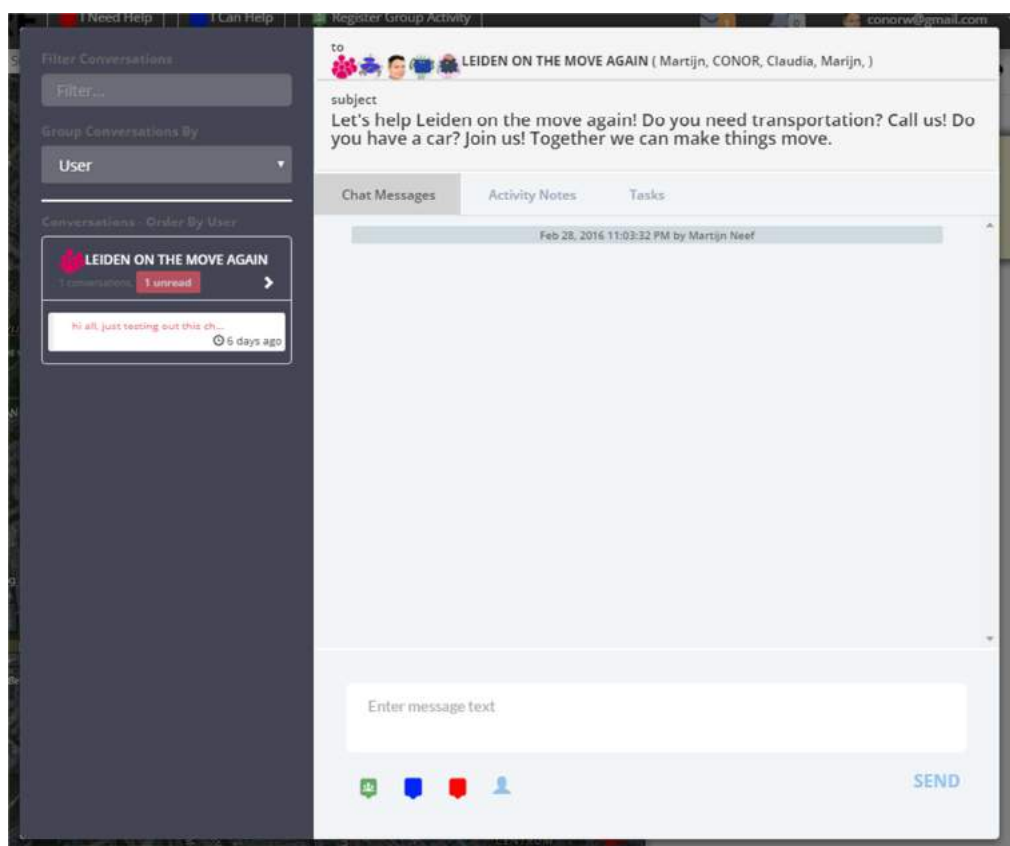 I Need Help
I Can Help
Register Group Activity
conorw@gmail.com
Filter Conversations
Filter...
Group Conversations By
User
Conversations - Order By User
LEIDEN ON THE MOVE AGAIN
1 conversations, 1 unread
hi all, just testing out this ch...
6 days ago
to
LEIDEN ON THE MOVE AGAIN ( Martijn, CONOR, Claudia, Marijn, )
subject
Let's help Leiden on the move again! Do you need transportation? Call us! Do
you have a car? Join us! Together we can make things move.
Chat Messages
Activity Notes
Tasks
Feb 28, 2016 11:03:32 PM by Martijn Neef
Enter message text
SEND